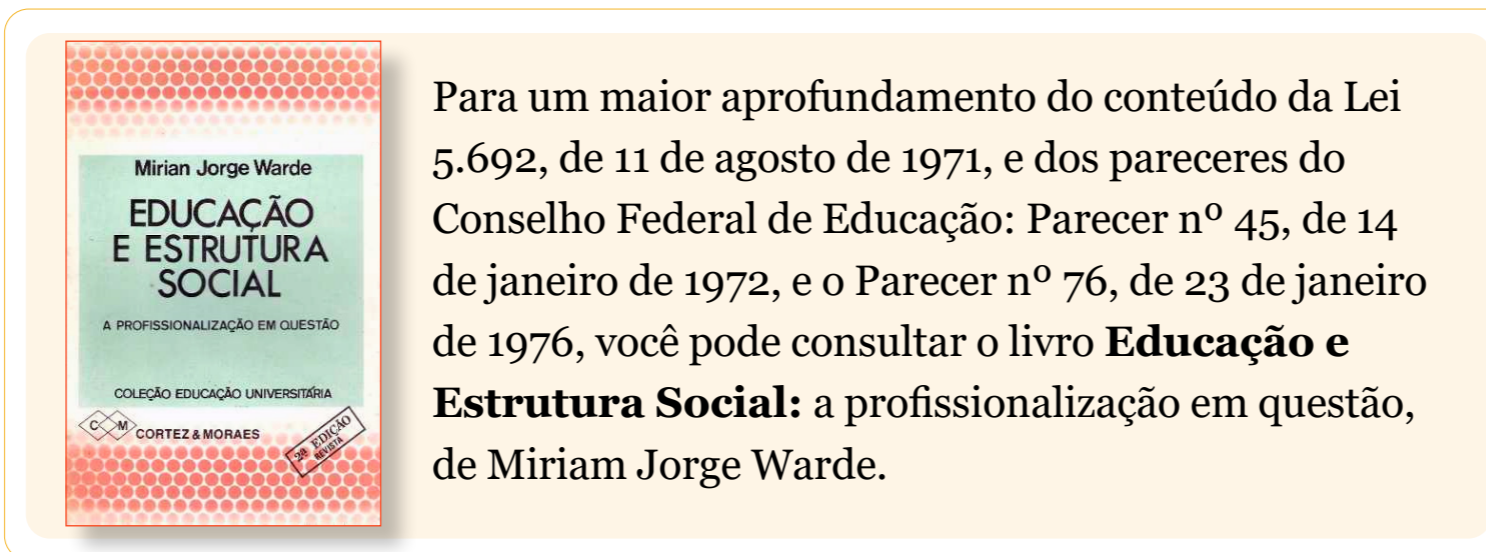 Mirian Jorge Warde
EDUCAÇÃO
E ESTRUTURA
SOCIAL
A PROFISSIONALIZAÇÃO EM QUESTÃO
COLEÇÃO EDUCAÇÃO UNIVERSITÁRIA
C M CORTEZ & MORAES
2ª EDIÇÃO
REVISTA
Para um maior aprofundamento do conteúdo da Lei
5.692, de 11 de agosto de 1971, e dos pareceres do
Conselho Federal de Educação: Parecer nº 45, de 14
de janeiro de 1972, e o Parecer nº 76, de 23 de janeiro
de 1976, você pode consultar o livro Educação e
Estrutura Social: a profissionalização em questão,
de Miriam Jorge Warde.